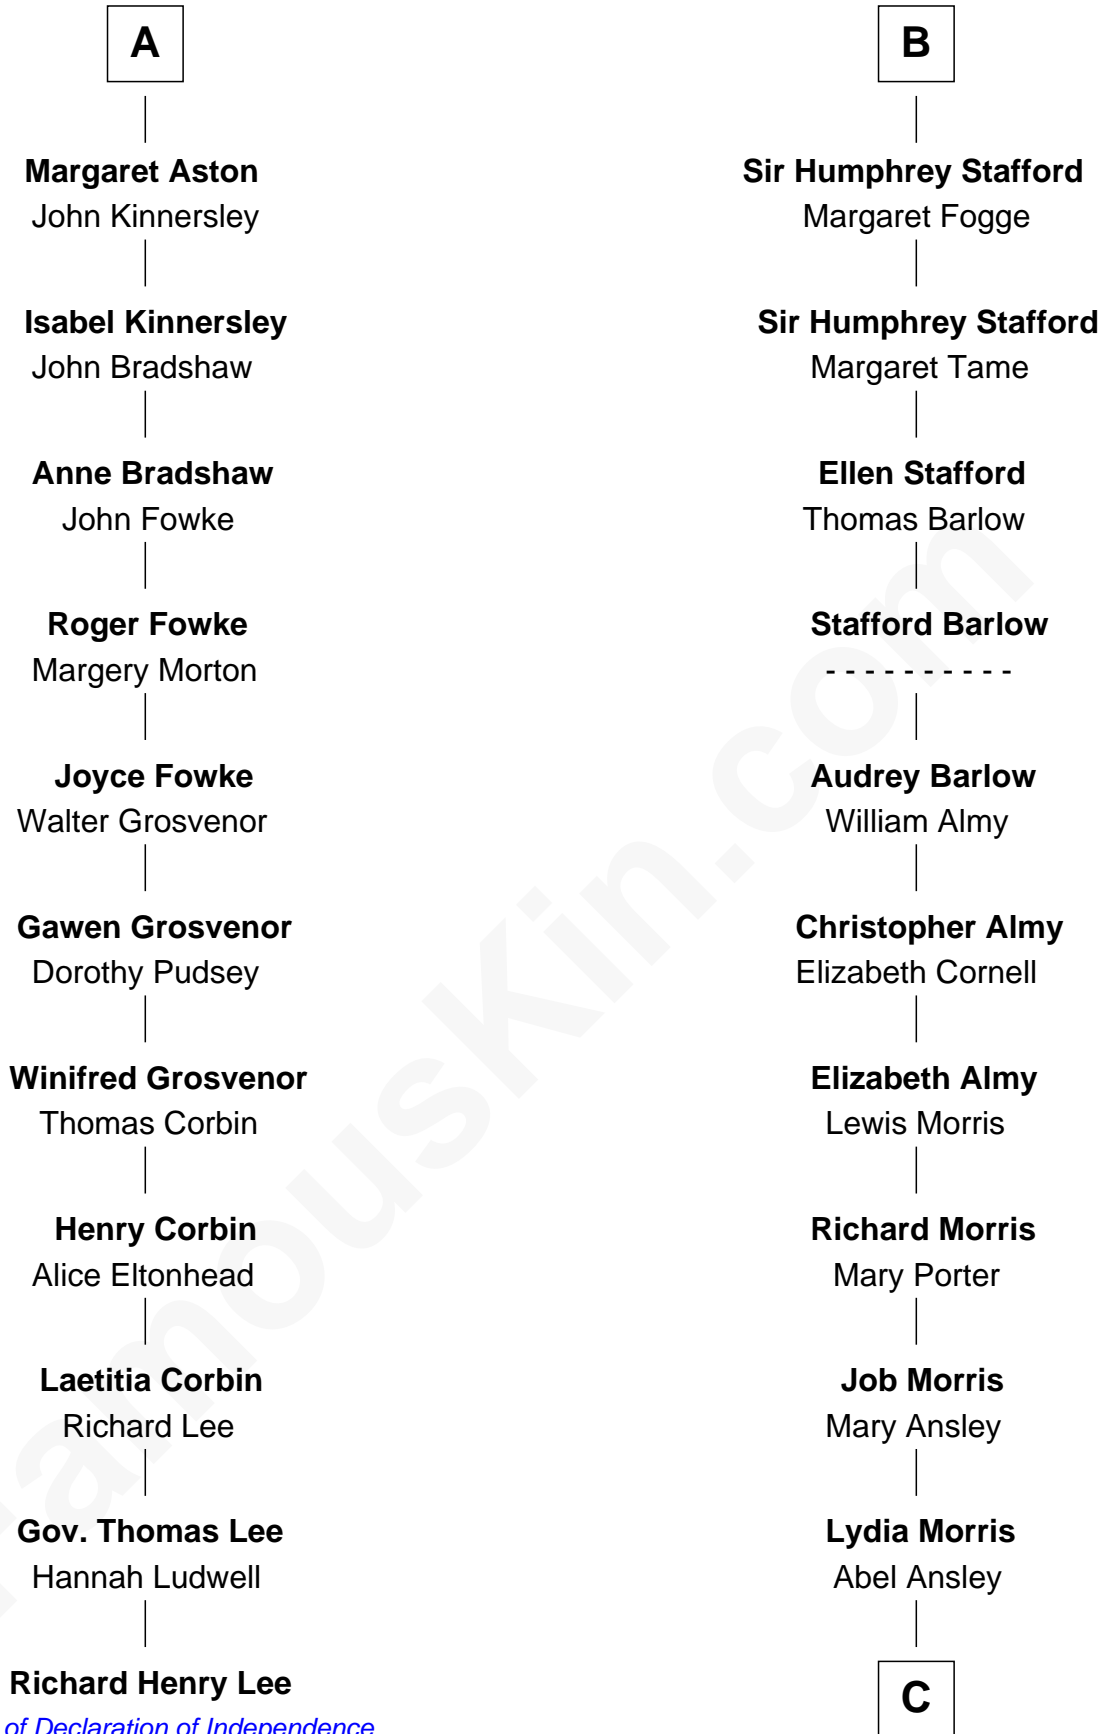 A
Margaret Aston
John Kinnersley
Isabel Kinnersley
John Bradshaw
Anne Bradshaw
John Fowke
Roger Fowke
Margery Morton
Joyce Fowke
Walter Grosvenor
Gawen Grosvenor
Dorothy Pudsey
Winifred Grosvenor
Thomas Corbin
Henry Corbin
Alice Eltonhead
Laetitia Corbin
Richard Lee
Gov. Thomas Lee
Hannah Ludwell
Richard Henry Lee
of Declaration of Independence
B
Sir Humphrey Stafford
Margaret Fogge
Sir Humphrey Stafford
Margaret Tame
Ellen Stafford
Thomas Barlow
Stafford Barlow
- - - - - - - - - -
Audrey Barlow
William Almy
Christopher Almy
Elizabeth Cornell
Elizabeth Almy
Lewis Morris
Richard Morris
Mary Porter
Job Morris
Mary Ansley
Lydia Morris
Abel Ansley
C
FamousKin.com